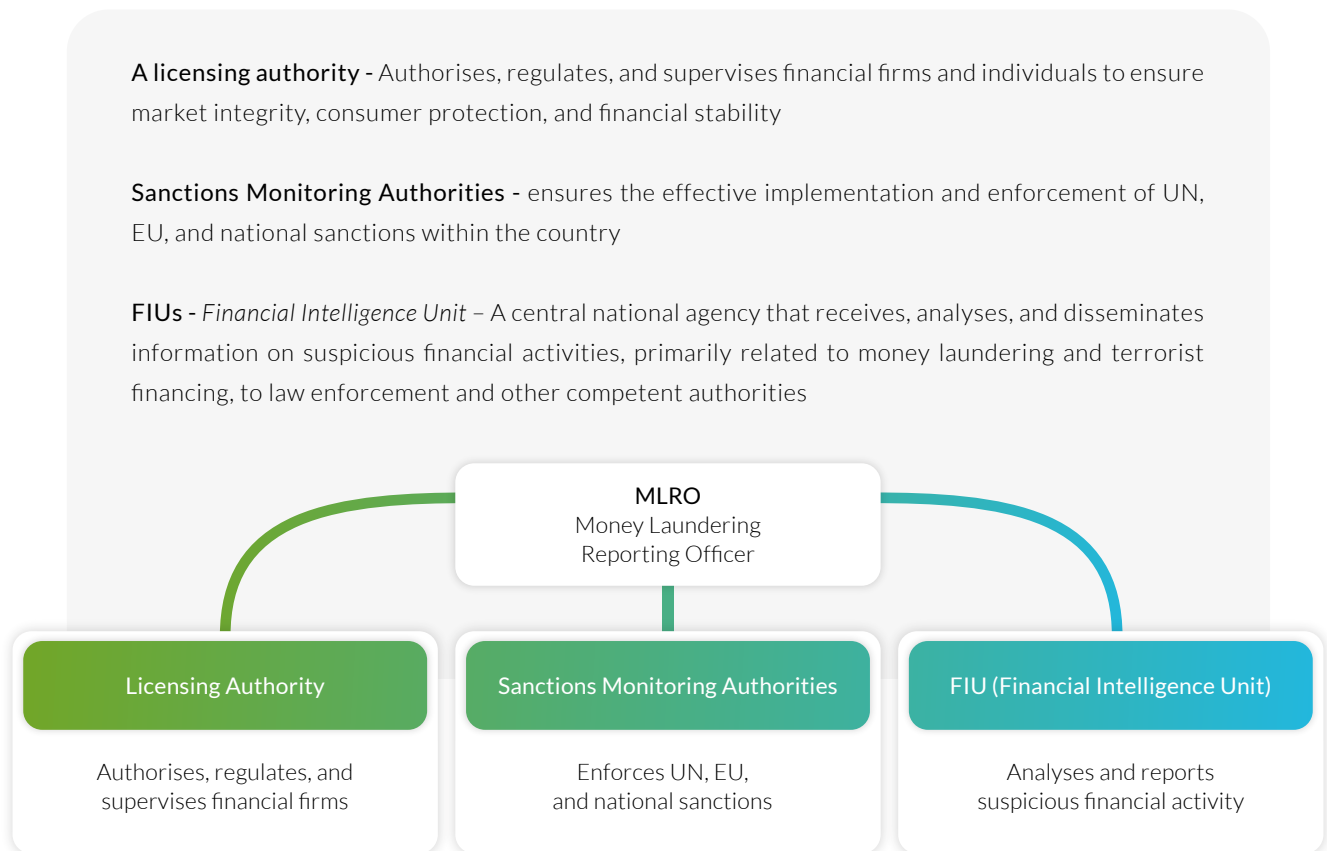 A licensing authority - Authorises, regulates, and supervises financial firms and individuals to ensure
market integrity, consumer protection, and financial stability
Sanctions Monitoring Authorities - ensures the effective implementation and enforcement of UN,
EU, and national sanctions within the country
FIUs - Financial Intelligence Unit – A central national agency that receives, analyses, and disseminates
information on suspicious financial activities, primarily related to money laundering and terrorist
financing, to law enforcement and other competent authorities
MLRO
Money Laundering
Reporting Officer
Licensing Authority
Authorises, regulates, and
supervises financial firms
Sanctions Monitoring Authorities
Enforces UN, EU,
and national sanctions
FIU (Financial Intelligence Unit)
Analyses and reports
suspicious financial activity